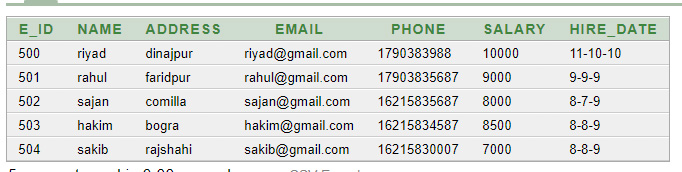 E_ID NAME ADDRESS EMAIL PHONE SALARY HIRE_DATE
500 riyad dinajpur riyad@gmail.com 1790383988 10000 11-10-10
501 rahul faridpur rahul@gmail.com 17903835687 9000 9-9-9
502 sajan comilla sajan@gmail.com 16215835687 8000 8-7-9
503 hakim bogra hakim@gmail.com 16215834587 8500 8-8-9
504 sakib rajshahi sakib@gmail.com 16215830007 7000 8-8-9